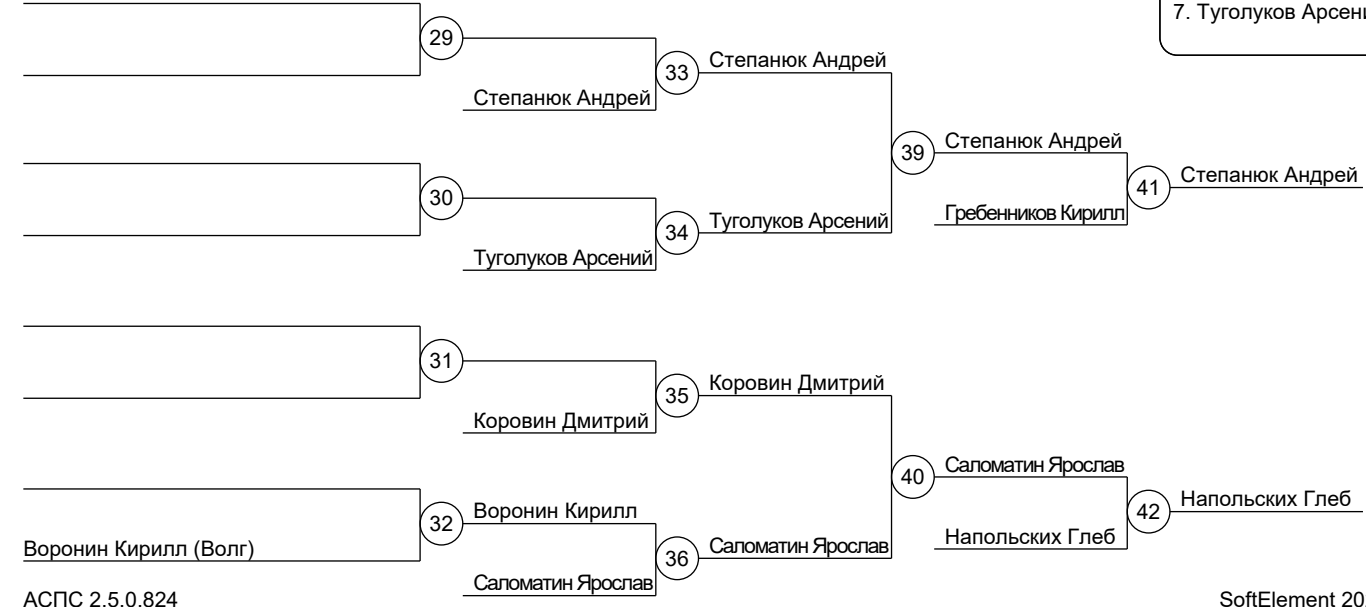 7. Туголуков Арсени
29
Степанюк Андрей
33
Степанюк Андрей
39
Степанюк Андрей
41
Степанюк Андрей
30
Туголуков Арсений
34
Туголуков Арсений
Гребенников Кирилл
31
Коровин Дмитрий
35
Коровин Дмитрий
40
Саломатин Ярослав
42
Напольских Глеб
32
Воронин Кирилл
Воронин Кирилл (Волг)
36
Саломатин Ярослав
Напольских Глеб
Саломатин Ярослав
АСПС 2.5.0.824
SoftElement 20